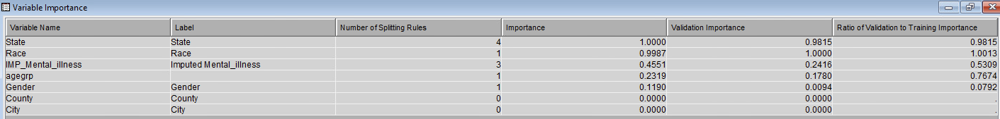 Variable Importance
Variable Name Label Number of Splitting Rules Importance Validation Importance Ratio of Validation to Training Importance
State State 4 1.0000 0.9815 0.9815
Race Race 1 0.9987 1.0000 1.0013
IMP_Mental_illness Imputed Mental_illness 3 0.4551 0.2416 0.5309
agegrp 1 0.2319 0.1780 0.7674
Gender Gender 1 0.1190 0.0094 0.0792
County County 0 0.0000 0.0000 .
City City 0 0.0000 0.0000 .